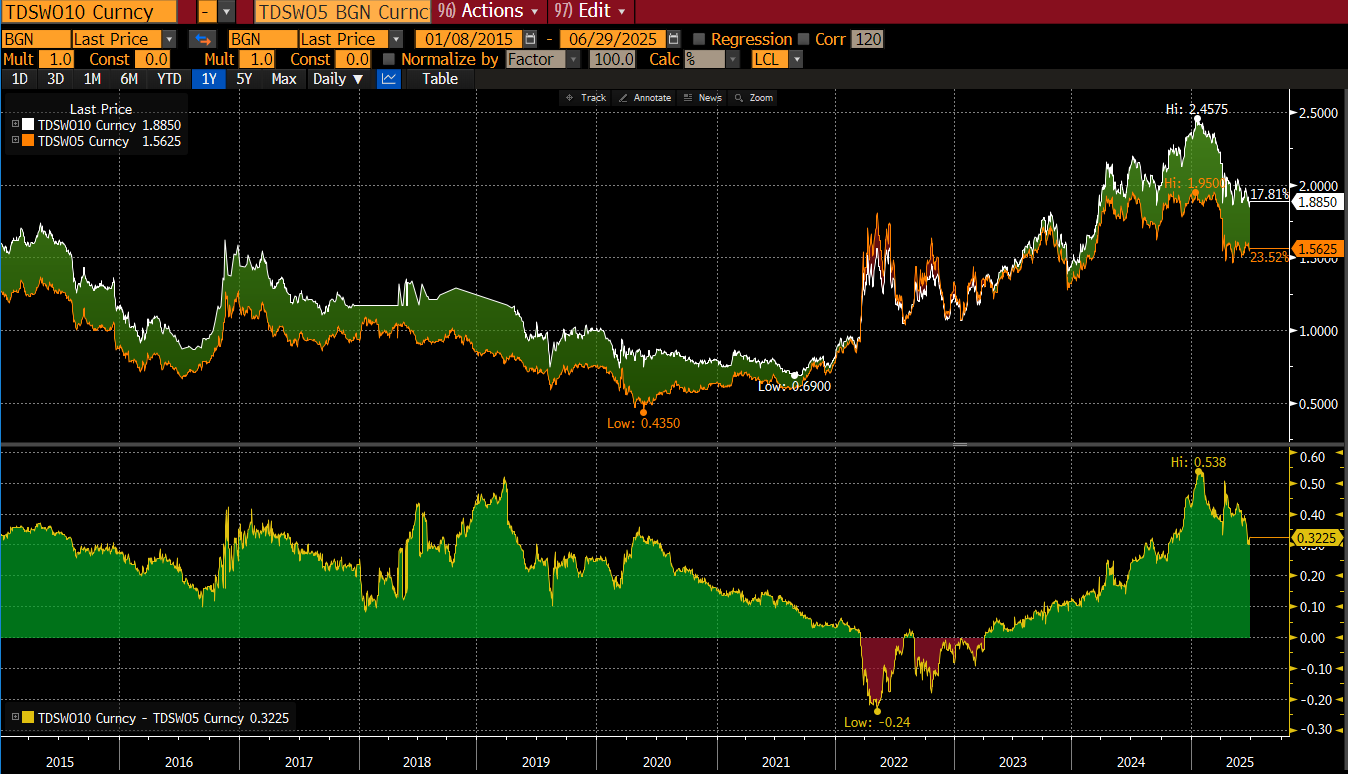 TDSWO10 Curncy - TDSWO5 BGN Curnc 96) Actions 97) Edit
BGN Last Price BGN Last Price 01/08/2015 - 06/29/2025 Regression Corr 120
Mult 1.0 Const 0.0 Mult 1.0 Const 0.0 Normalize by Factor 100.0 Calc % LCL
1D 3D 1M 6M YTD 1Y 5Y Max Daily ▼ Table
Track Annotate News Zoom
Last Price
TDSWO10 Curncy 1.8850
TDSWO5 Curncy 1.5625
Hi: 2.4575
2.5000
Hi: 1.9500
2.0000
17.81%
1.8850
1.5625
23.52%
1.5000
1.0000
Low: 0.6900
0.5000
Low: 0.4350
Hi: 0.538
0.60
0.50
0.40
0.3225
0.30
0.20
0.10
0.00
-0.10
-0.20
-0.30
Low: -0.24
TDSWO10 Curncy - TDSWO5 Curncy 0.3225
2015 2016 2017 2018 2019 2020 2021 2022 2023 2024 2025